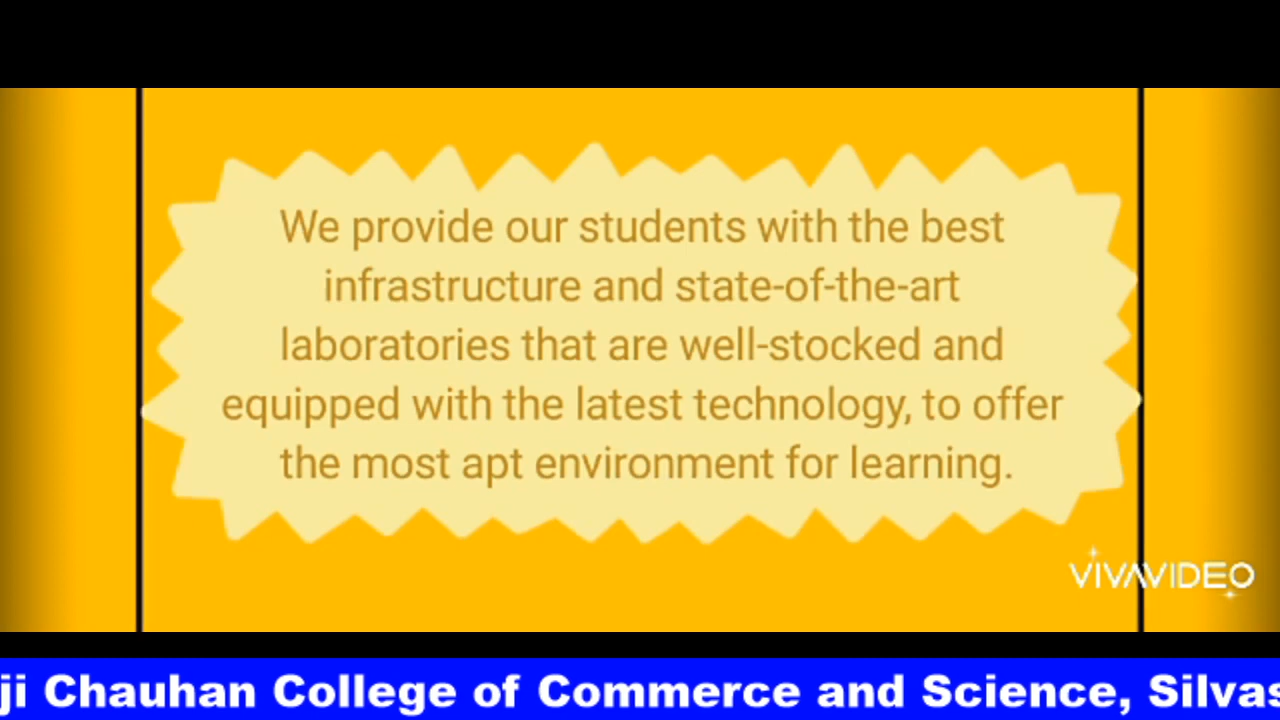 We provide our students with the best
infrastructure and state-of-the-art
laboratories that are well-stocked and
equipped with the latest technology, to offer
the most apt environment for learning.
VIVAVIDEO
ji Chauhan College of Commerce and Science, Silvas